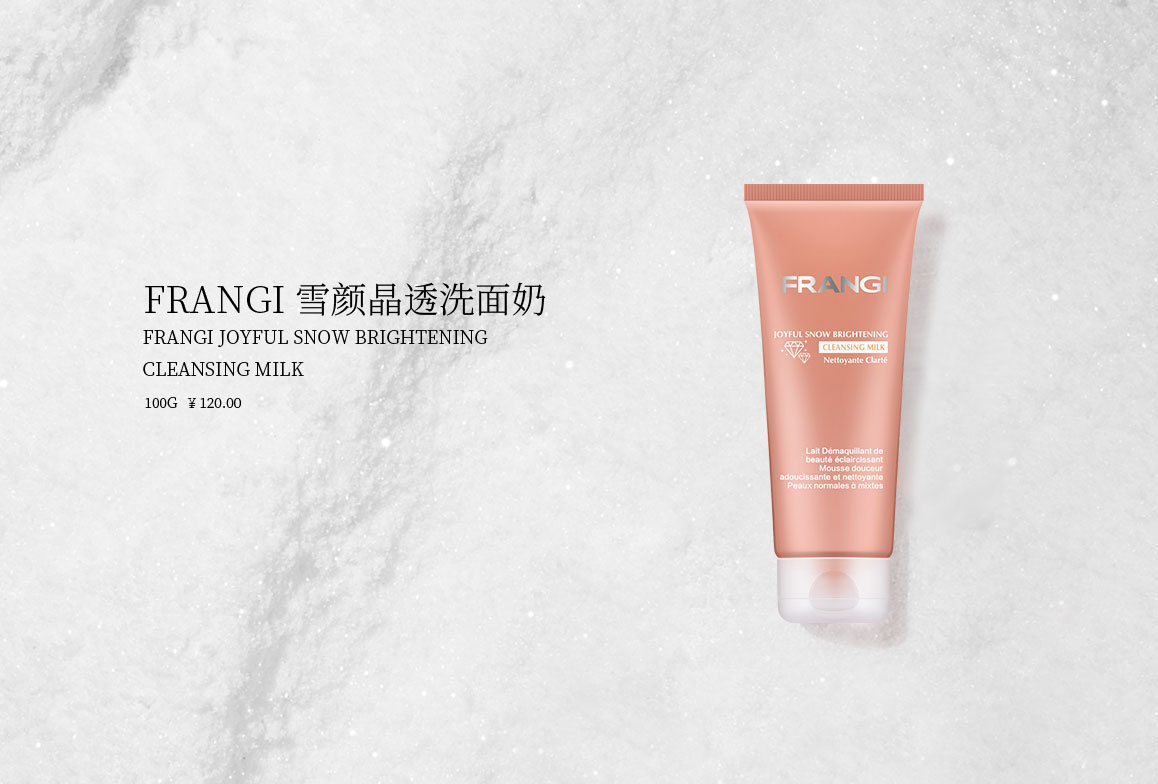 FRANGI 雪颜晶透洗面奶
FRANGI JOYFUL SNOW BRIGHTENING
CLEANSING MILK
100G ¥ 120.00
FRANGI
JOYFUL SNOW BRIGHTENING
CLEANSING MILK
Nettoyante Clarté
Lait Démaquillant de
beauté éclaircissant
Mousse douceur
adoucissante et nettoyante
Peaux normales ò mixtes